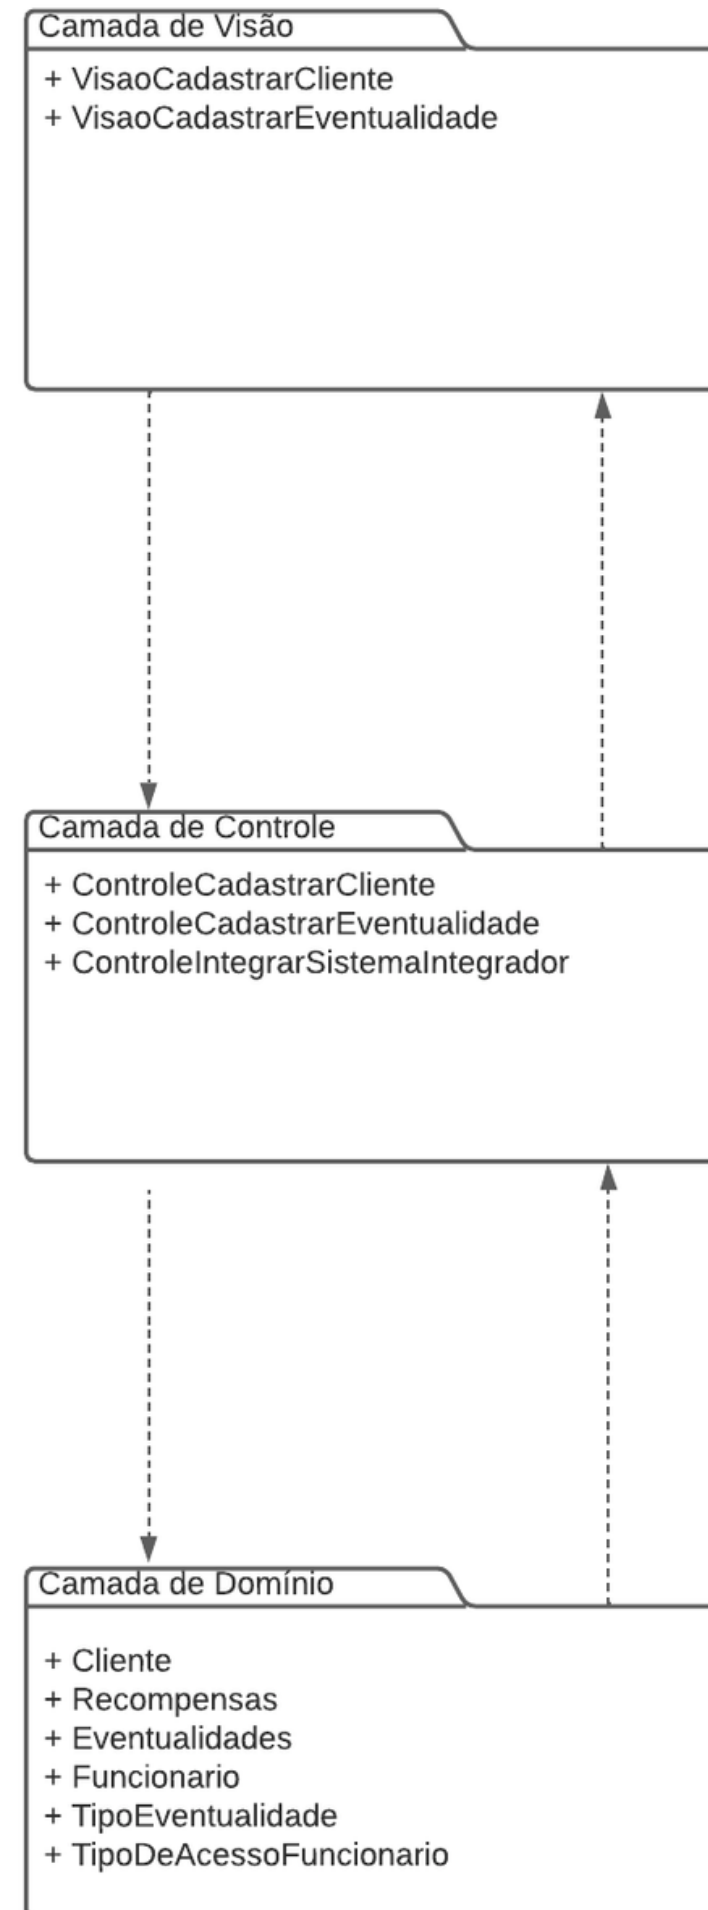 Camada de Visão
+ VisaoCadastrarCliente
+ VisaoCadastrarEventualidade
Camada de Controle
+ ControleCadastrarCliente
+ ControleCadastrarEventualidade
+ ControleIntegrarSistemaIntegrador
Camada de Domínio
+ Cliente
+ Recompensas
+ Eventualidades
+ Funcionario
+ TipoEventualidade
+ TipoDeAcessoFuncionario